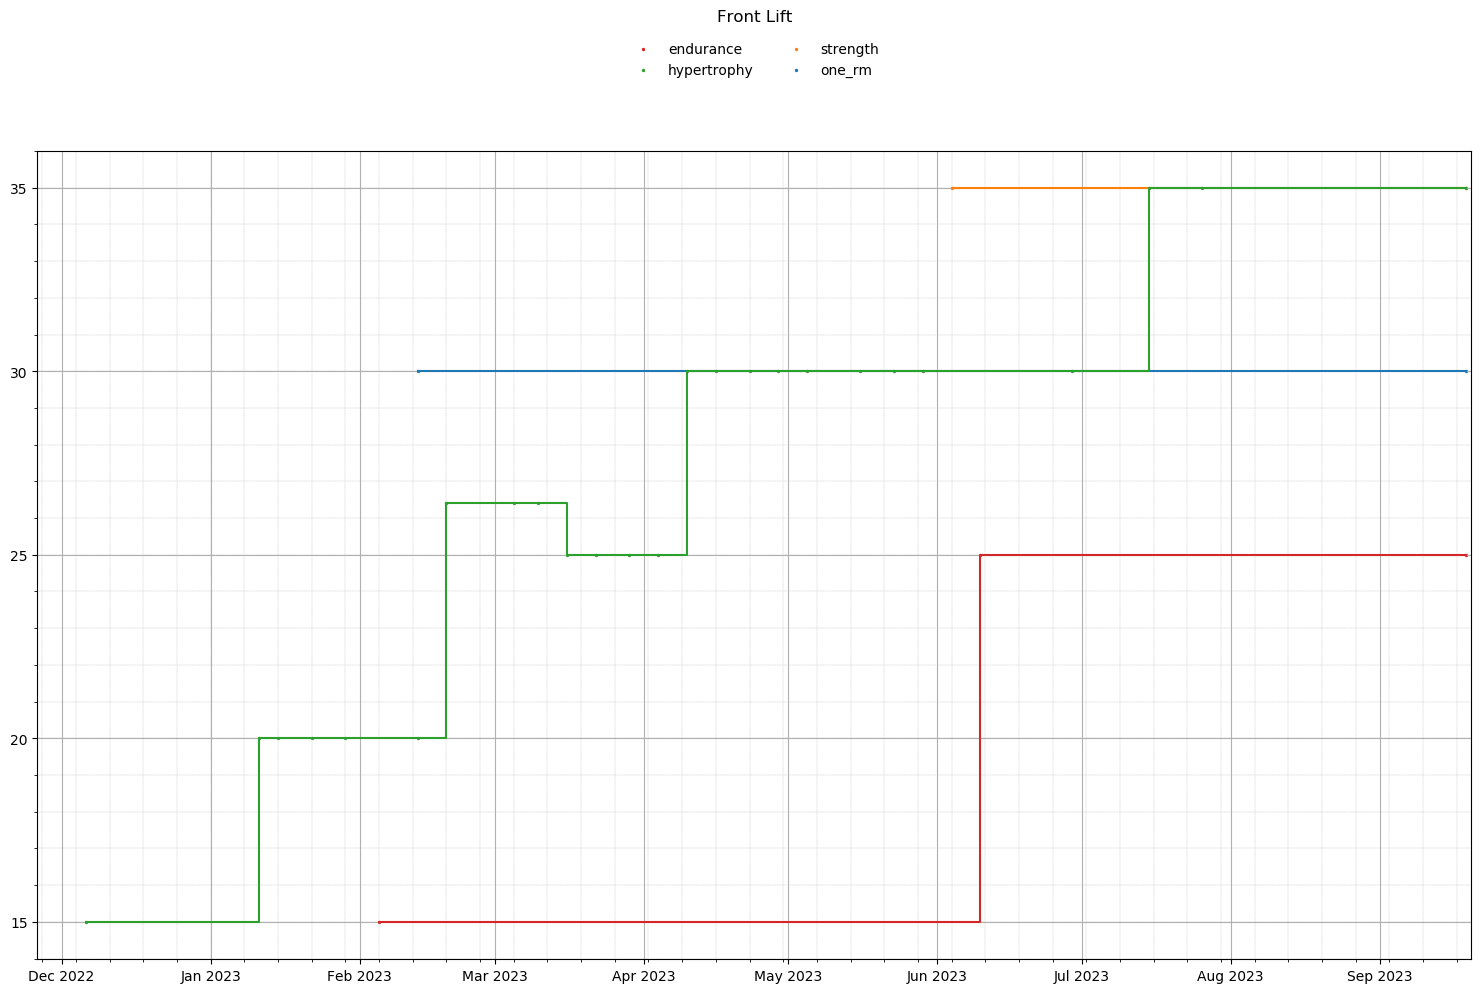 Front Lift
endurance strength
hypertrophy one_rm
35
30
25
20
15
Dec 2022 Jan 2023 Feb 2023 Mar 2023 Apr 2023 May 2023 Jun 2023 Jul 2023 Aug 2023 Sep 2023